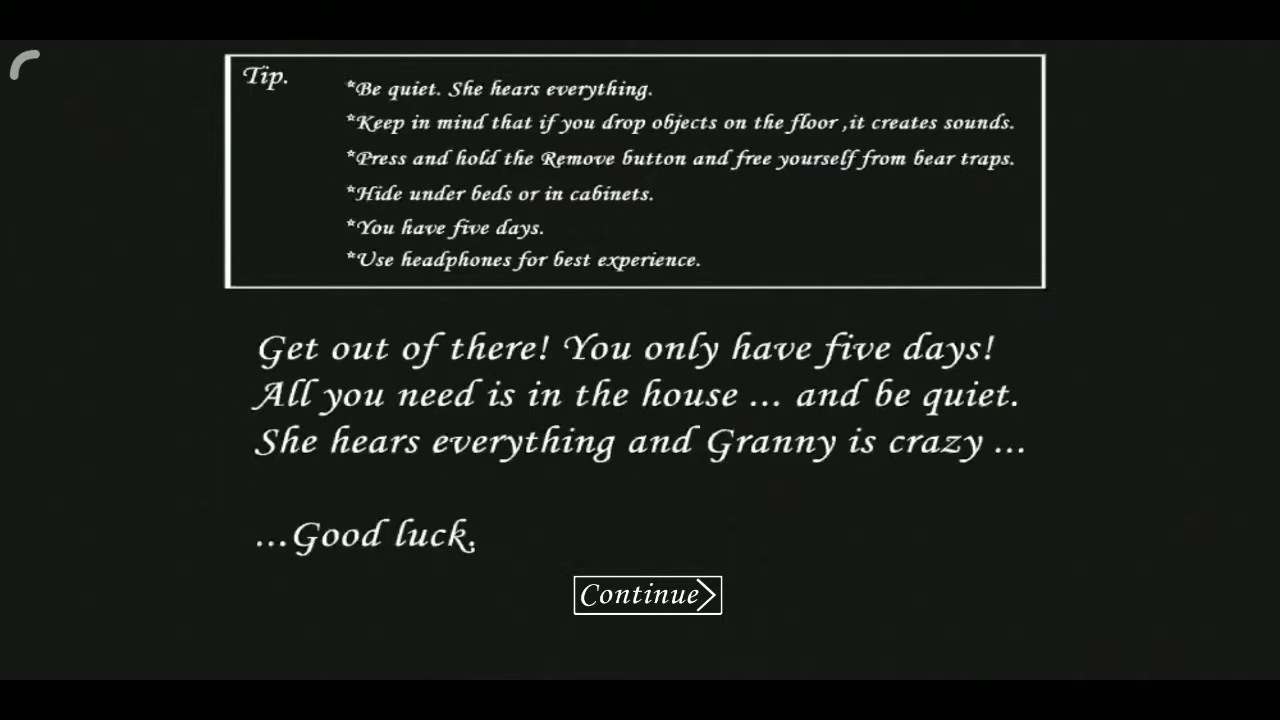 Tip.
*Be quiet. She hears everything.
*Keep in mind that if you drop objects on the floor ,it creates sounds.
*Press and hold the Remove button and free yourself from bear traps.
*Hide under beds or in cabinets.
*You have five days.
*Use headphones for best experience.
Get out of there! You only have five days!
All you need is in the house ... and be quiet.
She hears everything and Granny is crazy ...
...Good luck.
Continue>